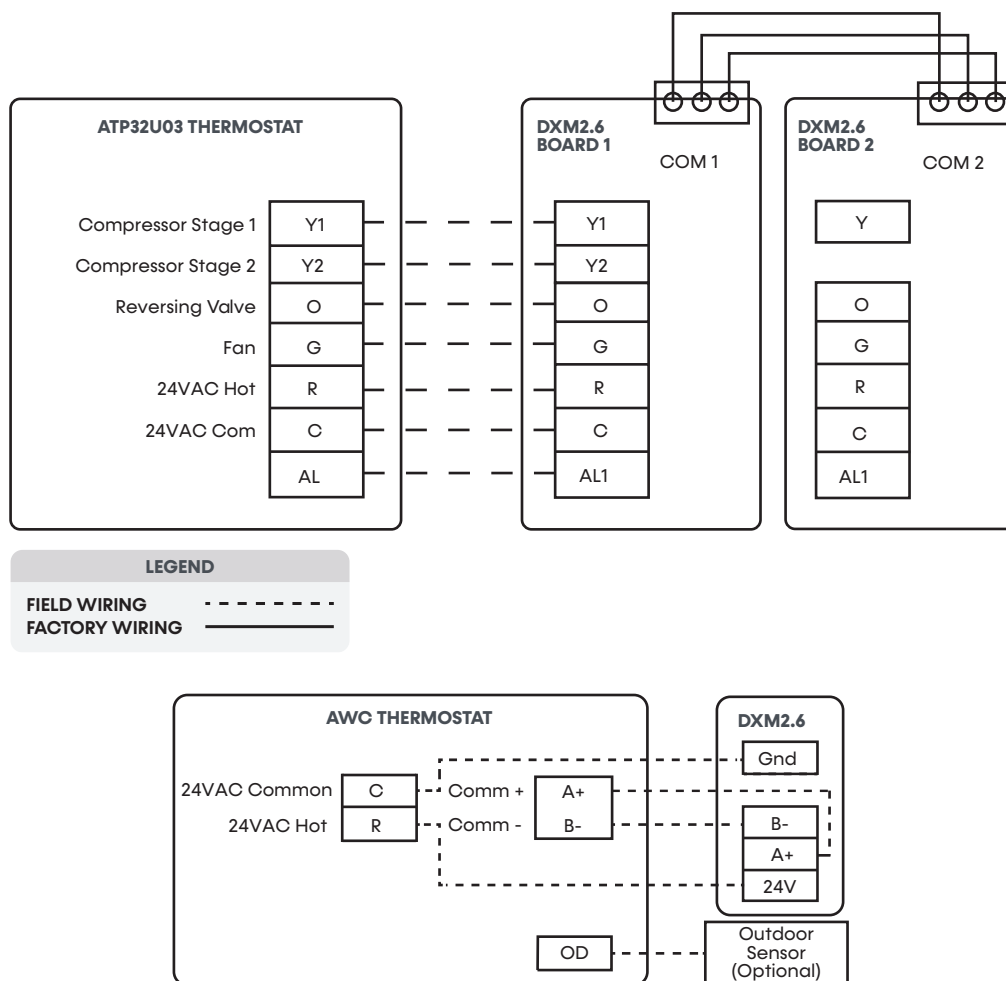 ATP32U03 THERMOSTAT
Compressor Stage 1 Y1
Compressor Stage 2 Y2
Reversing Valve O
Fan G
24VAC Hot R
24VAC Com C
AL
DXM2.6
BOARD 1
COM 1
Y1
Y2
O
G
R
C
AL1
DXM2.6
BOARD 2
COM 2
Y
O
G
R
C
AL1
LEGEND
FIELD WIRING
FACTORY WIRING
AWC THERMOSTAT
24VAC Common C
24VAC Hot R
Comm + A+
Comm - B-
OD
DXM2.6
Gnd
B-
A+
24V
Outdoor
Sensor
(Optional)